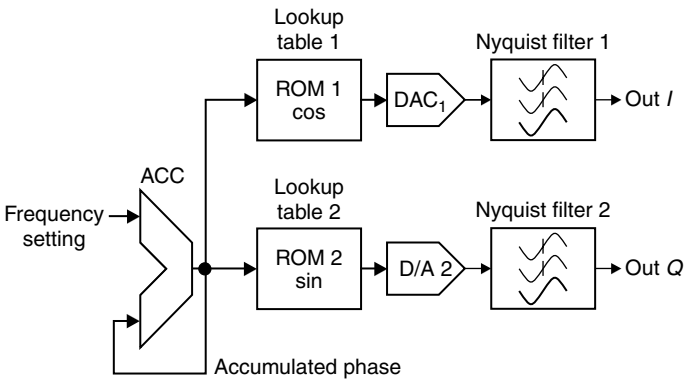 Lookup
table 1
Nyquist filter 1
ROM 1
cos
DAC₁
Out I
ACC
Frequency
setting
Lookup
table 2
Nyquist filter 2
ROM 2
sin
D/A 2
Out Q
Accumulated phase